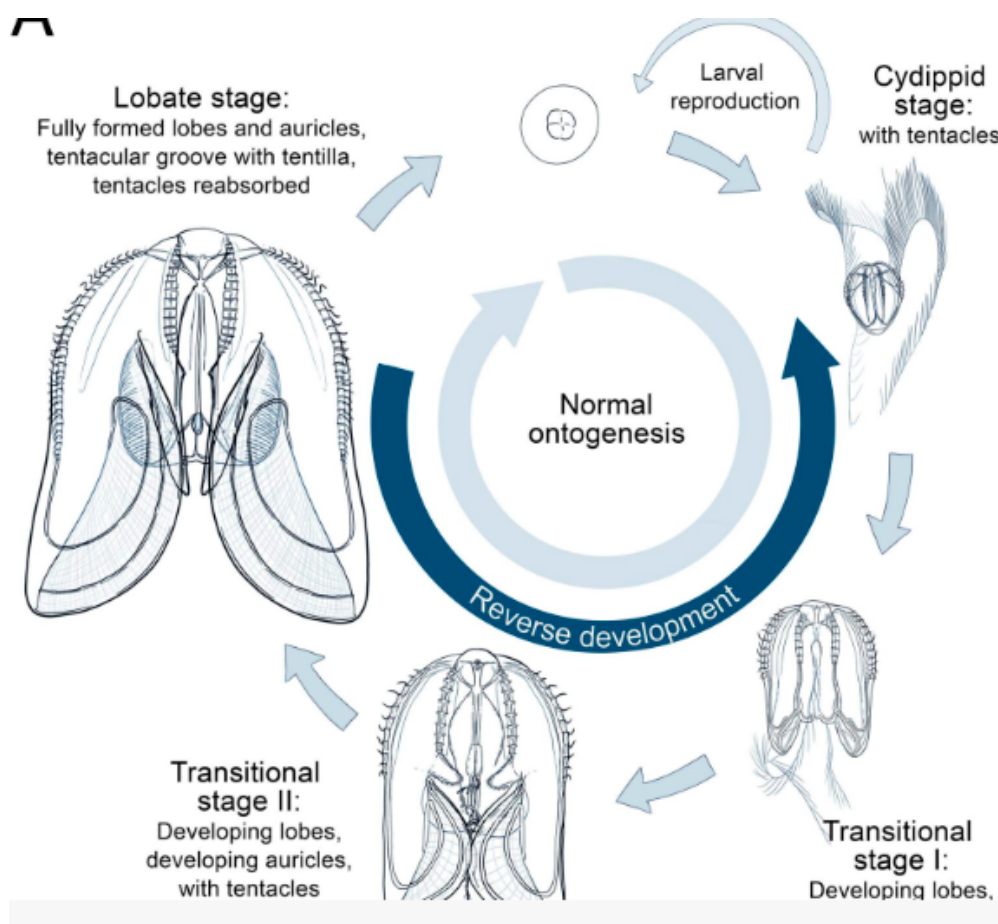 A
Lobate stage:
Fully formed lobes and auricles,
tentacular groove with tentilla,
tentacles reabsorbed
Larval
reproduction
Cydippid
stage:
with tentacles
Normal
ontogenesis
Reverse development
Transitional
stage II:
Developing lobes,
developing auricles,
with tentacles
Transitional
stage I:
Developing lobes,